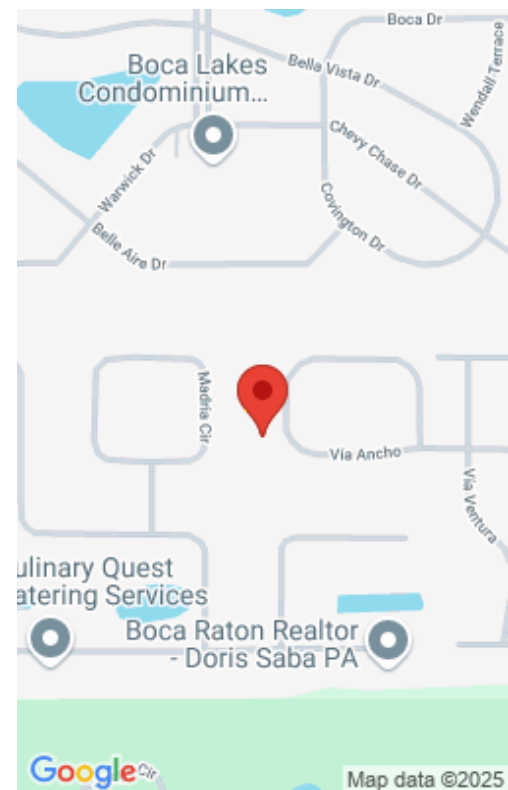 Boca Dr
Boca Lakes
Condominium...
Bella Vista Dr
Wendall Terrace
Chevy Chase Dr
Warwick Dr
Covington Dr
Belle Aire Dr
Madria Cir
Via Ancho
Via Ventura
ulinary Quest
atering Services
Boca Raton Realtor
- Doris Saba PA
Google
Cir
Map data ©2025